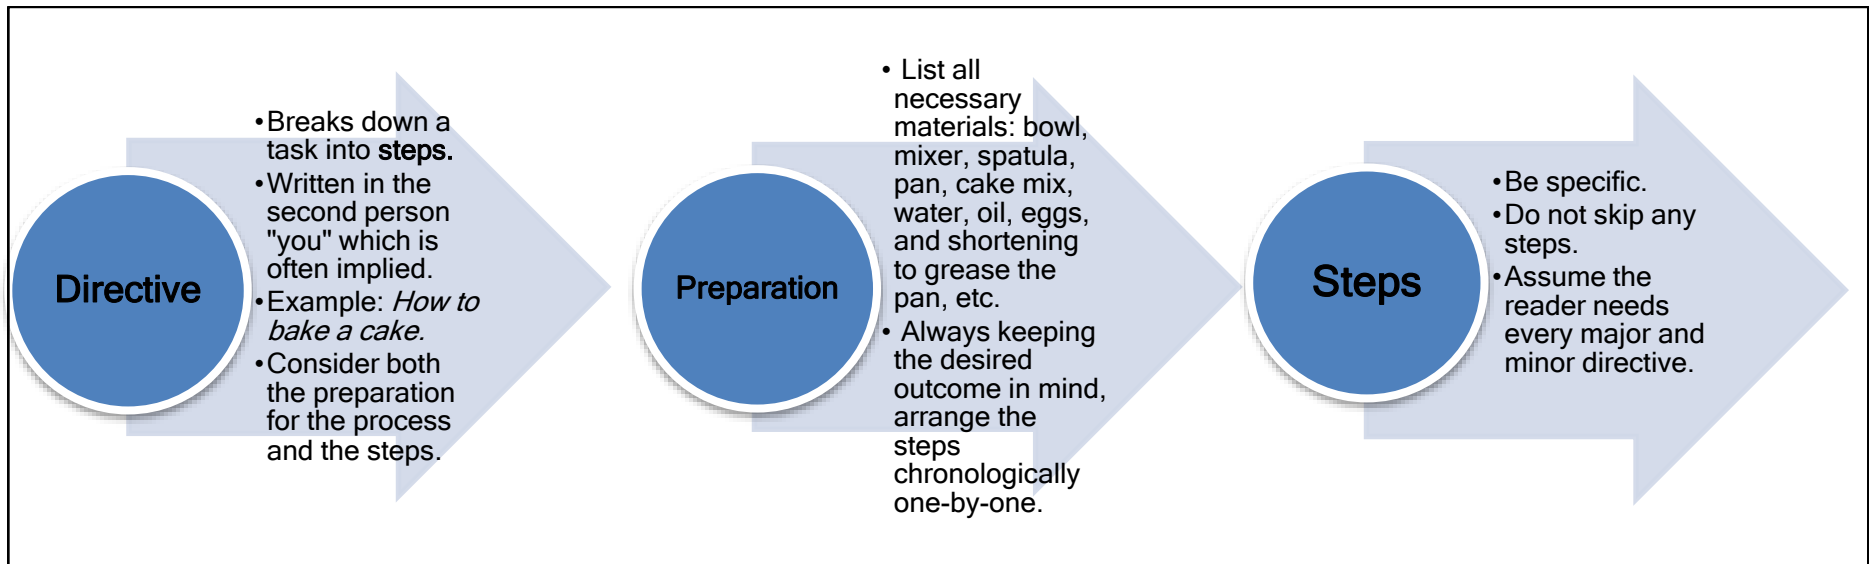 Directive
•Breaks down a
task into steps.
•Written in the
second person
"you" which is
often implied.
•Example: How to
bake a cake.
•Consider both
the preparation
for the process
and the steps.
Preparation
• List all
necessary
materials: bowl,
mixer, spatula,
pan, cake mix,
water, oil, eggs,
and shortening
to grease the
pan, etc.
• Always keeping
the desired
outcome in mind,
arrange the
steps
chronologically
one-by-one.
Steps
•Be specific.
•Do not skip any
steps.
•Assume the
reader needs
every major and
minor directive.